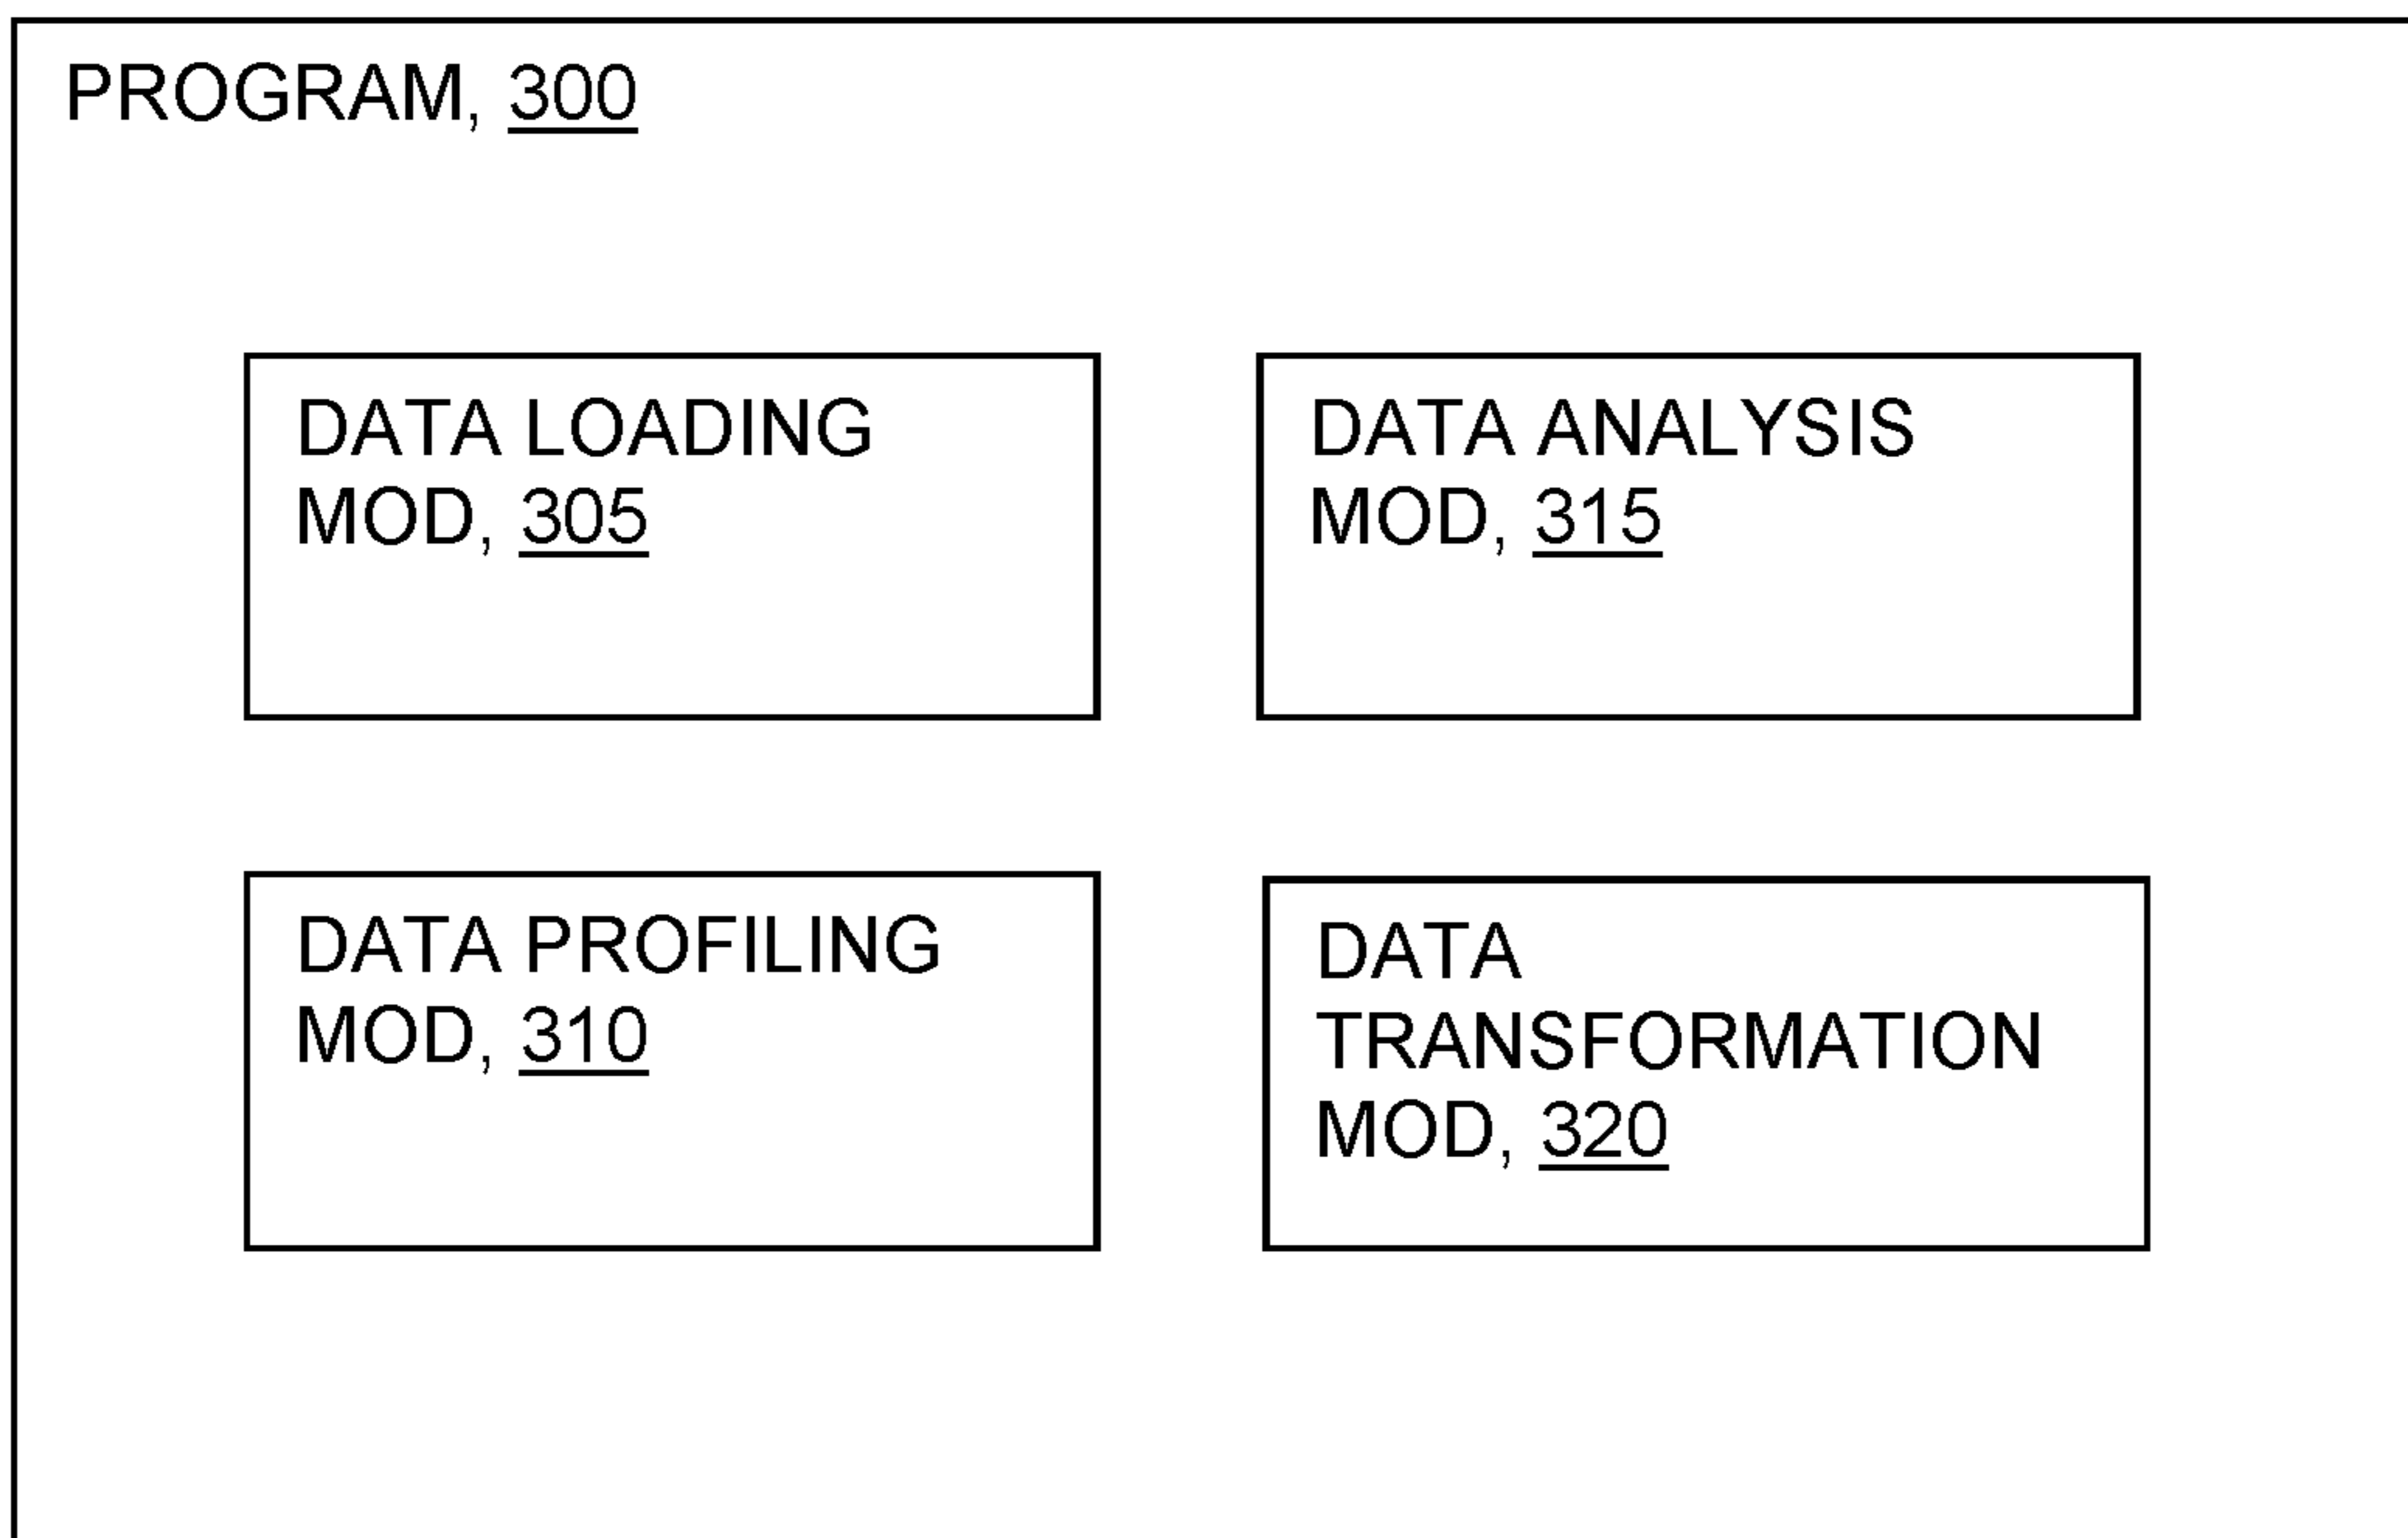 PROGRAM, 300
DATA LOADING
MOD, 305
DATA ANALYSIS
MOD, 315
DATA PROFILING
MOD, 310
DATA
TRANSFORMATION
MOD, 320